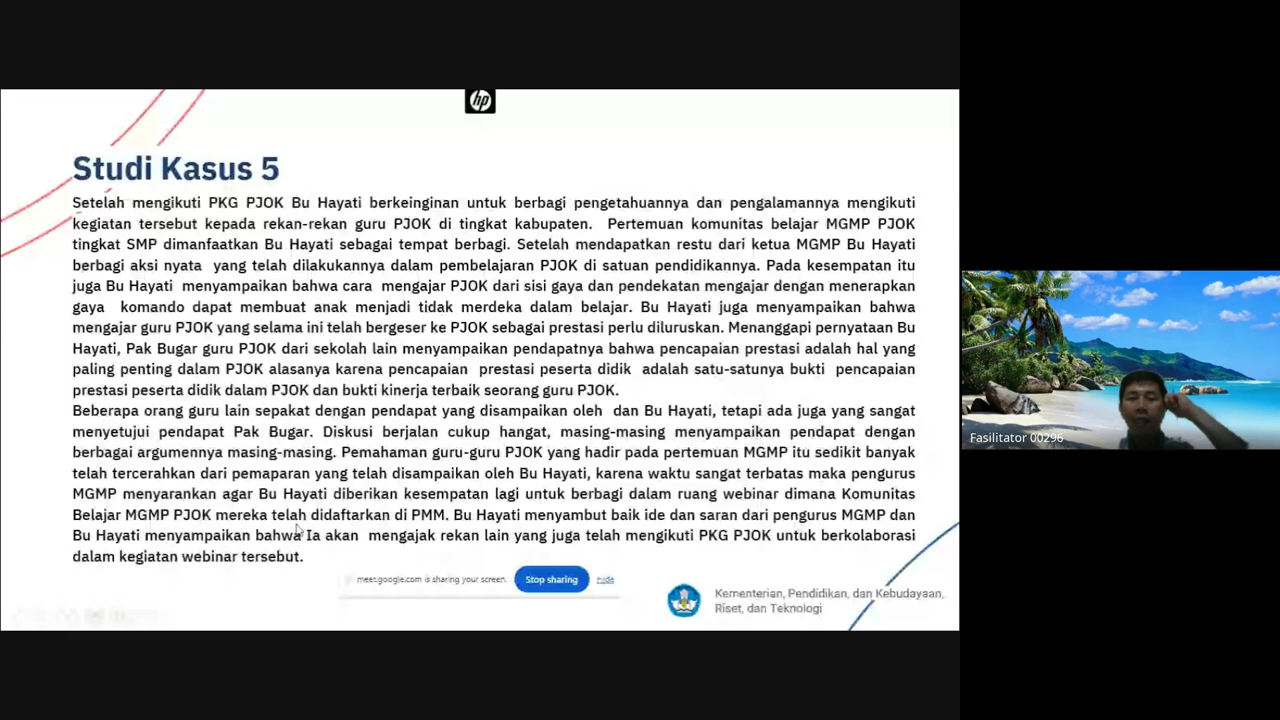 hp
Studi Kasus 5
Setelah mengikuti PKG PJOK Bu Hayati berkeinginan untuk berbagi pengetahuannya dan pengalamannya mengikuti
kegiatan tersebut kepada rekan-rekan guru PJOK di tingkat kabupaten. Pertemuan komunitas belajar MGMP PJOK
tingkat SMP dimanfaatkan Bu Hayati sebagai tempat berbagi. Setelah mendapatkan restu dari ketua MGMP Bu Hayati
berbagi aksi nyata yang telah dilakukannya dalam pembelajaran PJOK di satuan pendidikannya. Pada kesempatan itu
juga Bu Hayati menyampaikan bahwa cara mengajar PJOK dari sisi gaya dan pendekatan mengajar dengan menerapkan
gaya komando dapat membuat anak menjadi tidak merdeka dalam belajar. Bu Hayati juga menyampaikan bahwa
mengajar guru PJOK yang selama ini telah bergeser ke PJOK sebagai prestasi perlu diluruskan. Menanggapi pernyataan Bu
Hayati, Pak Bugar guru PJOK dari sekolah lain menyampaikan pendapatnya bahwa pencapaian prestasi adalah hal yang
paling penting dalam PJOK alasanya karena pencapaian prestasi peserta didik adalah satu-satunya bukti pencapaian
prestasi peserta didik dalam PJOK dan bukti kinerja terbaik seorang guru PJOK.
Beberapa orang guru lain sepakat dengan pendapat yang disampaikan oleh dan Bu Hayati, tetapi ada juga yang sangat
menyetujui pendapat Pak Bugar. Diskusi berjalan cukup hangat, masing-masing menyampaikan pendapat dengan
berbagai argumennya masing-masing. Pemahaman guru-guru PJOK yang hadir pada pertemuan MGMP itu sedikit banyak
telah tercerahkan dari pemaparan yang telah disampaikan oleh Bu Hayati, karena waktu sangat terbatas maka pengurus
MGMP menyarankan agar Bu Hayati diberikan kesempatan lagi untuk berbagi dalam ruang webinar dimana Komunitas
Belajar MGMP PJOK mereka telah didaftarkan di PMM. Bu Hayati menyambut baik ide dan saran dari pengurus MGMP dan
Bu Hayati menyampaikan bahwa Ia akan mengajak rekan lain yang juga telah mengikuti PKG PJOK untuk berkolaborasi
dalam kegiatan webinar tersebut.
meet.google.com is sharing your screen. Stop sharing Hide
Kementerian, Pendidikan, dan Kebudayaan,
Riset, dan Teknologi
Fasilitator 00296